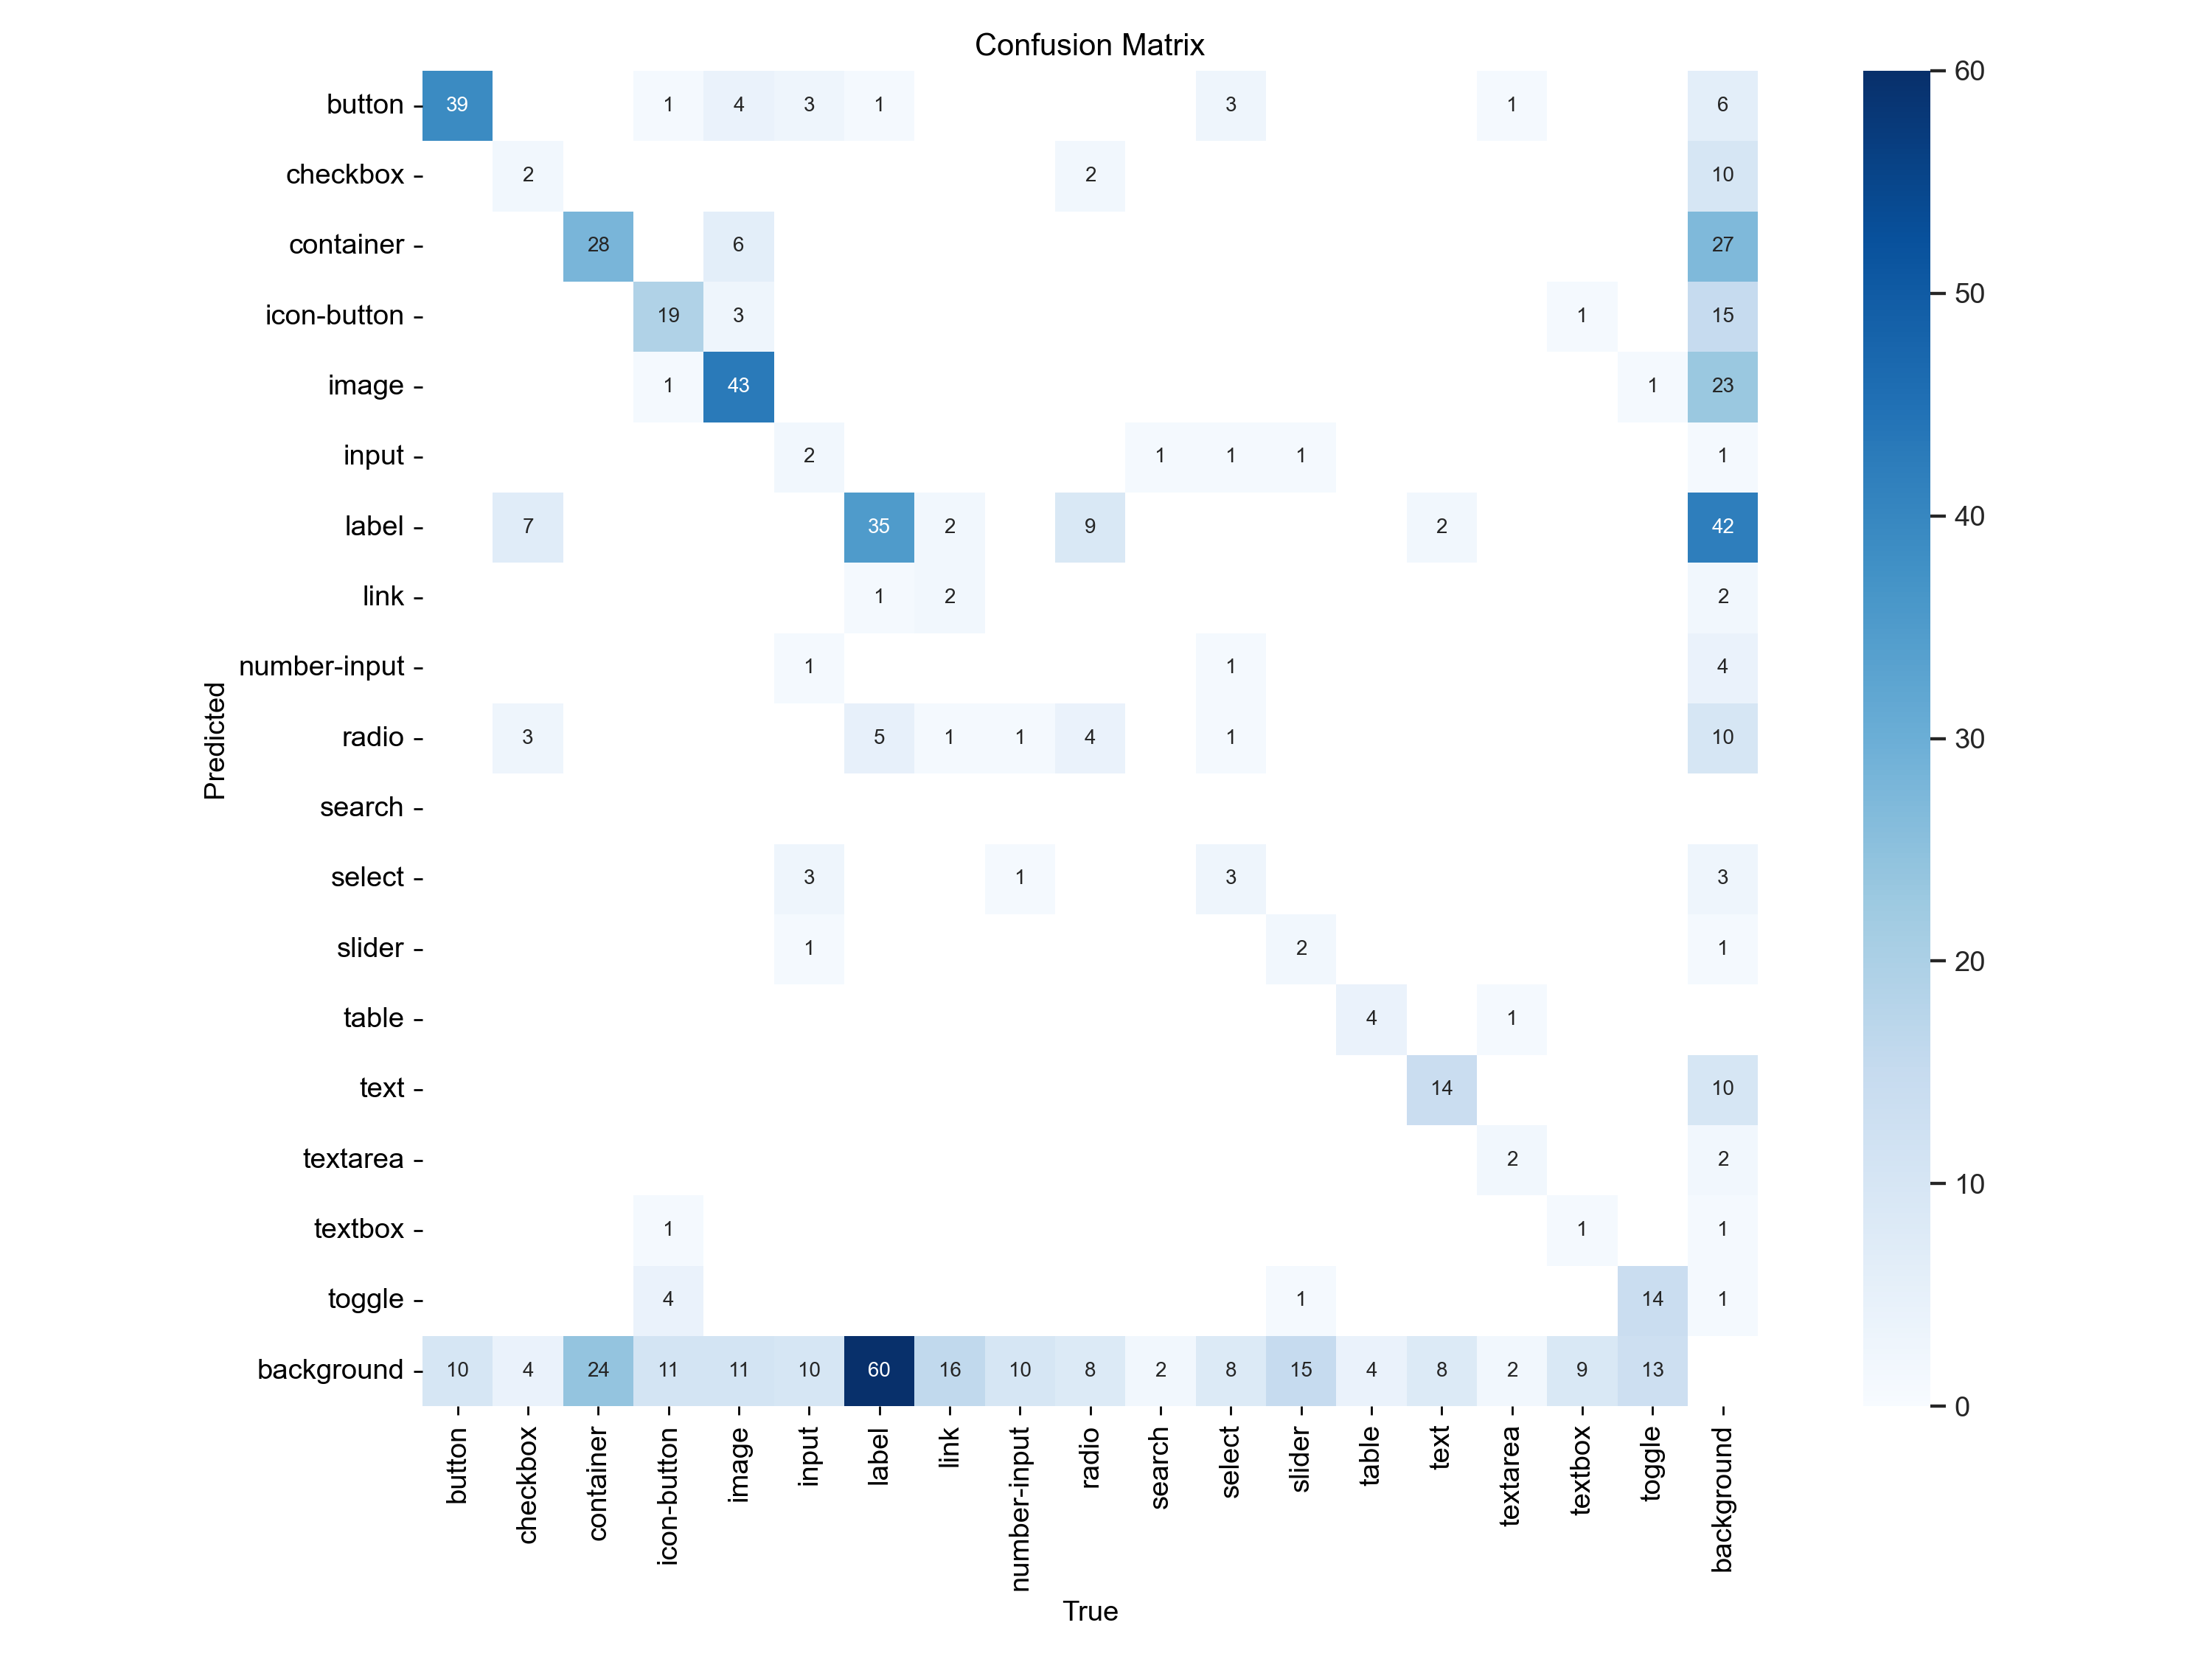 Confusion Matrix
button 39 1 4 3 1 3 1 6
checkbox 2 2 10
container 28 6 27
icon-button 19 3 1 15
image 1 43 1 23
input 2 1 1 1 1
label 7 35 2 9 2 42
link 1 2 2
number-input 1 1 4
radio 3 5 1 1 4 1 10
search
select 3 1 3 3
slider 1 2 1
table 4 1
text 14 10
textarea 2 2
textbox 1 1 1
toggle 4 1 14 1
background 10 4 24 11 11 10 60 16 10 8 2 8 15 4 8 2 9 13
Predicted
button checkbox container icon-button image input label link number-input radio search select slider table text textarea textbox toggle background
True
60
50
40
30
20
10
0